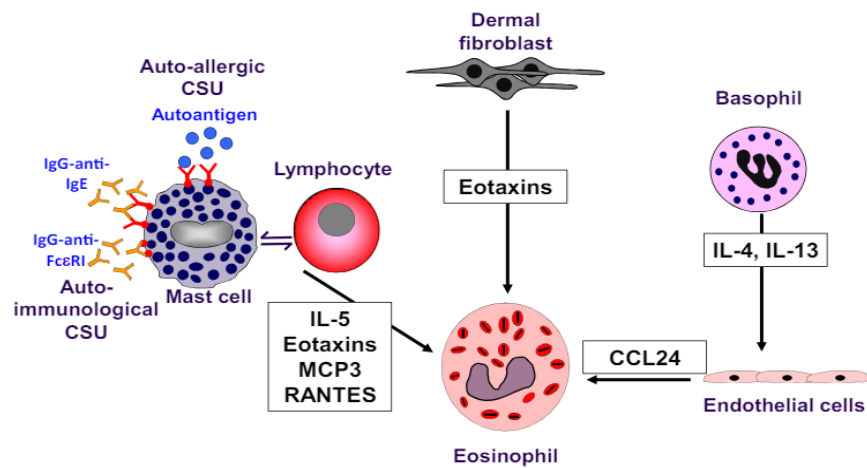 Dermal
fibroblast
Auto-allergic
CSU
Autoantigen
Basophil
IgG-anti-
IgE
Lymphocyte
Eotaxins
IgG-anti-
FcεRI
IL-4, IL-13
Auto-
immunological
CSU
Mast cell
IL-5
Eotaxins
MCP3
RANTES
CCL24
Endothelial cells
Eosinophil